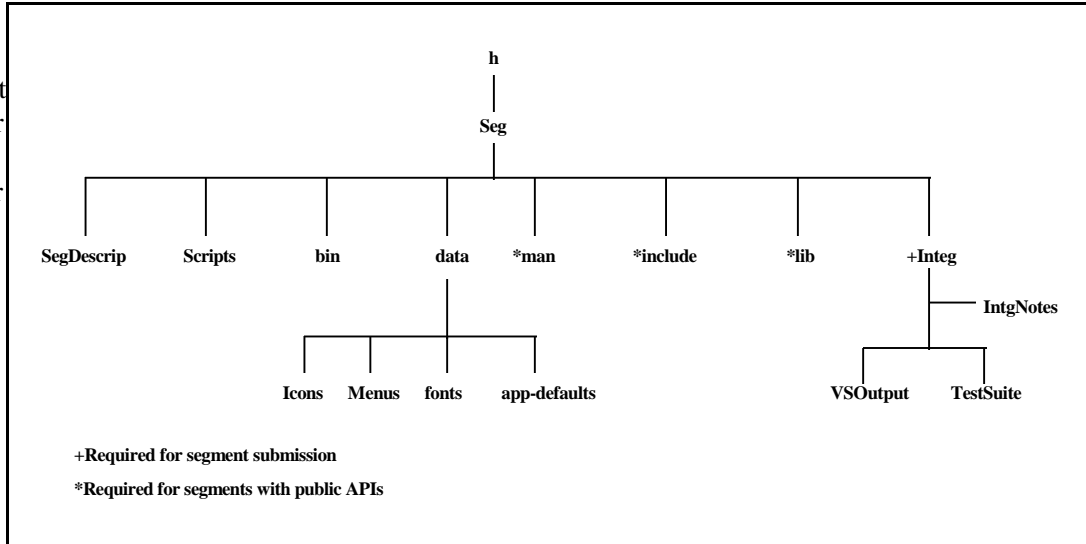 h
Seg
SegDescrip Scripts bin data *man *include *lib +Integ
IntgNotes
Icons Menus fonts app-defaults VSOutput TestSuite
+Required for segment submission
*Required for segments with public APIs